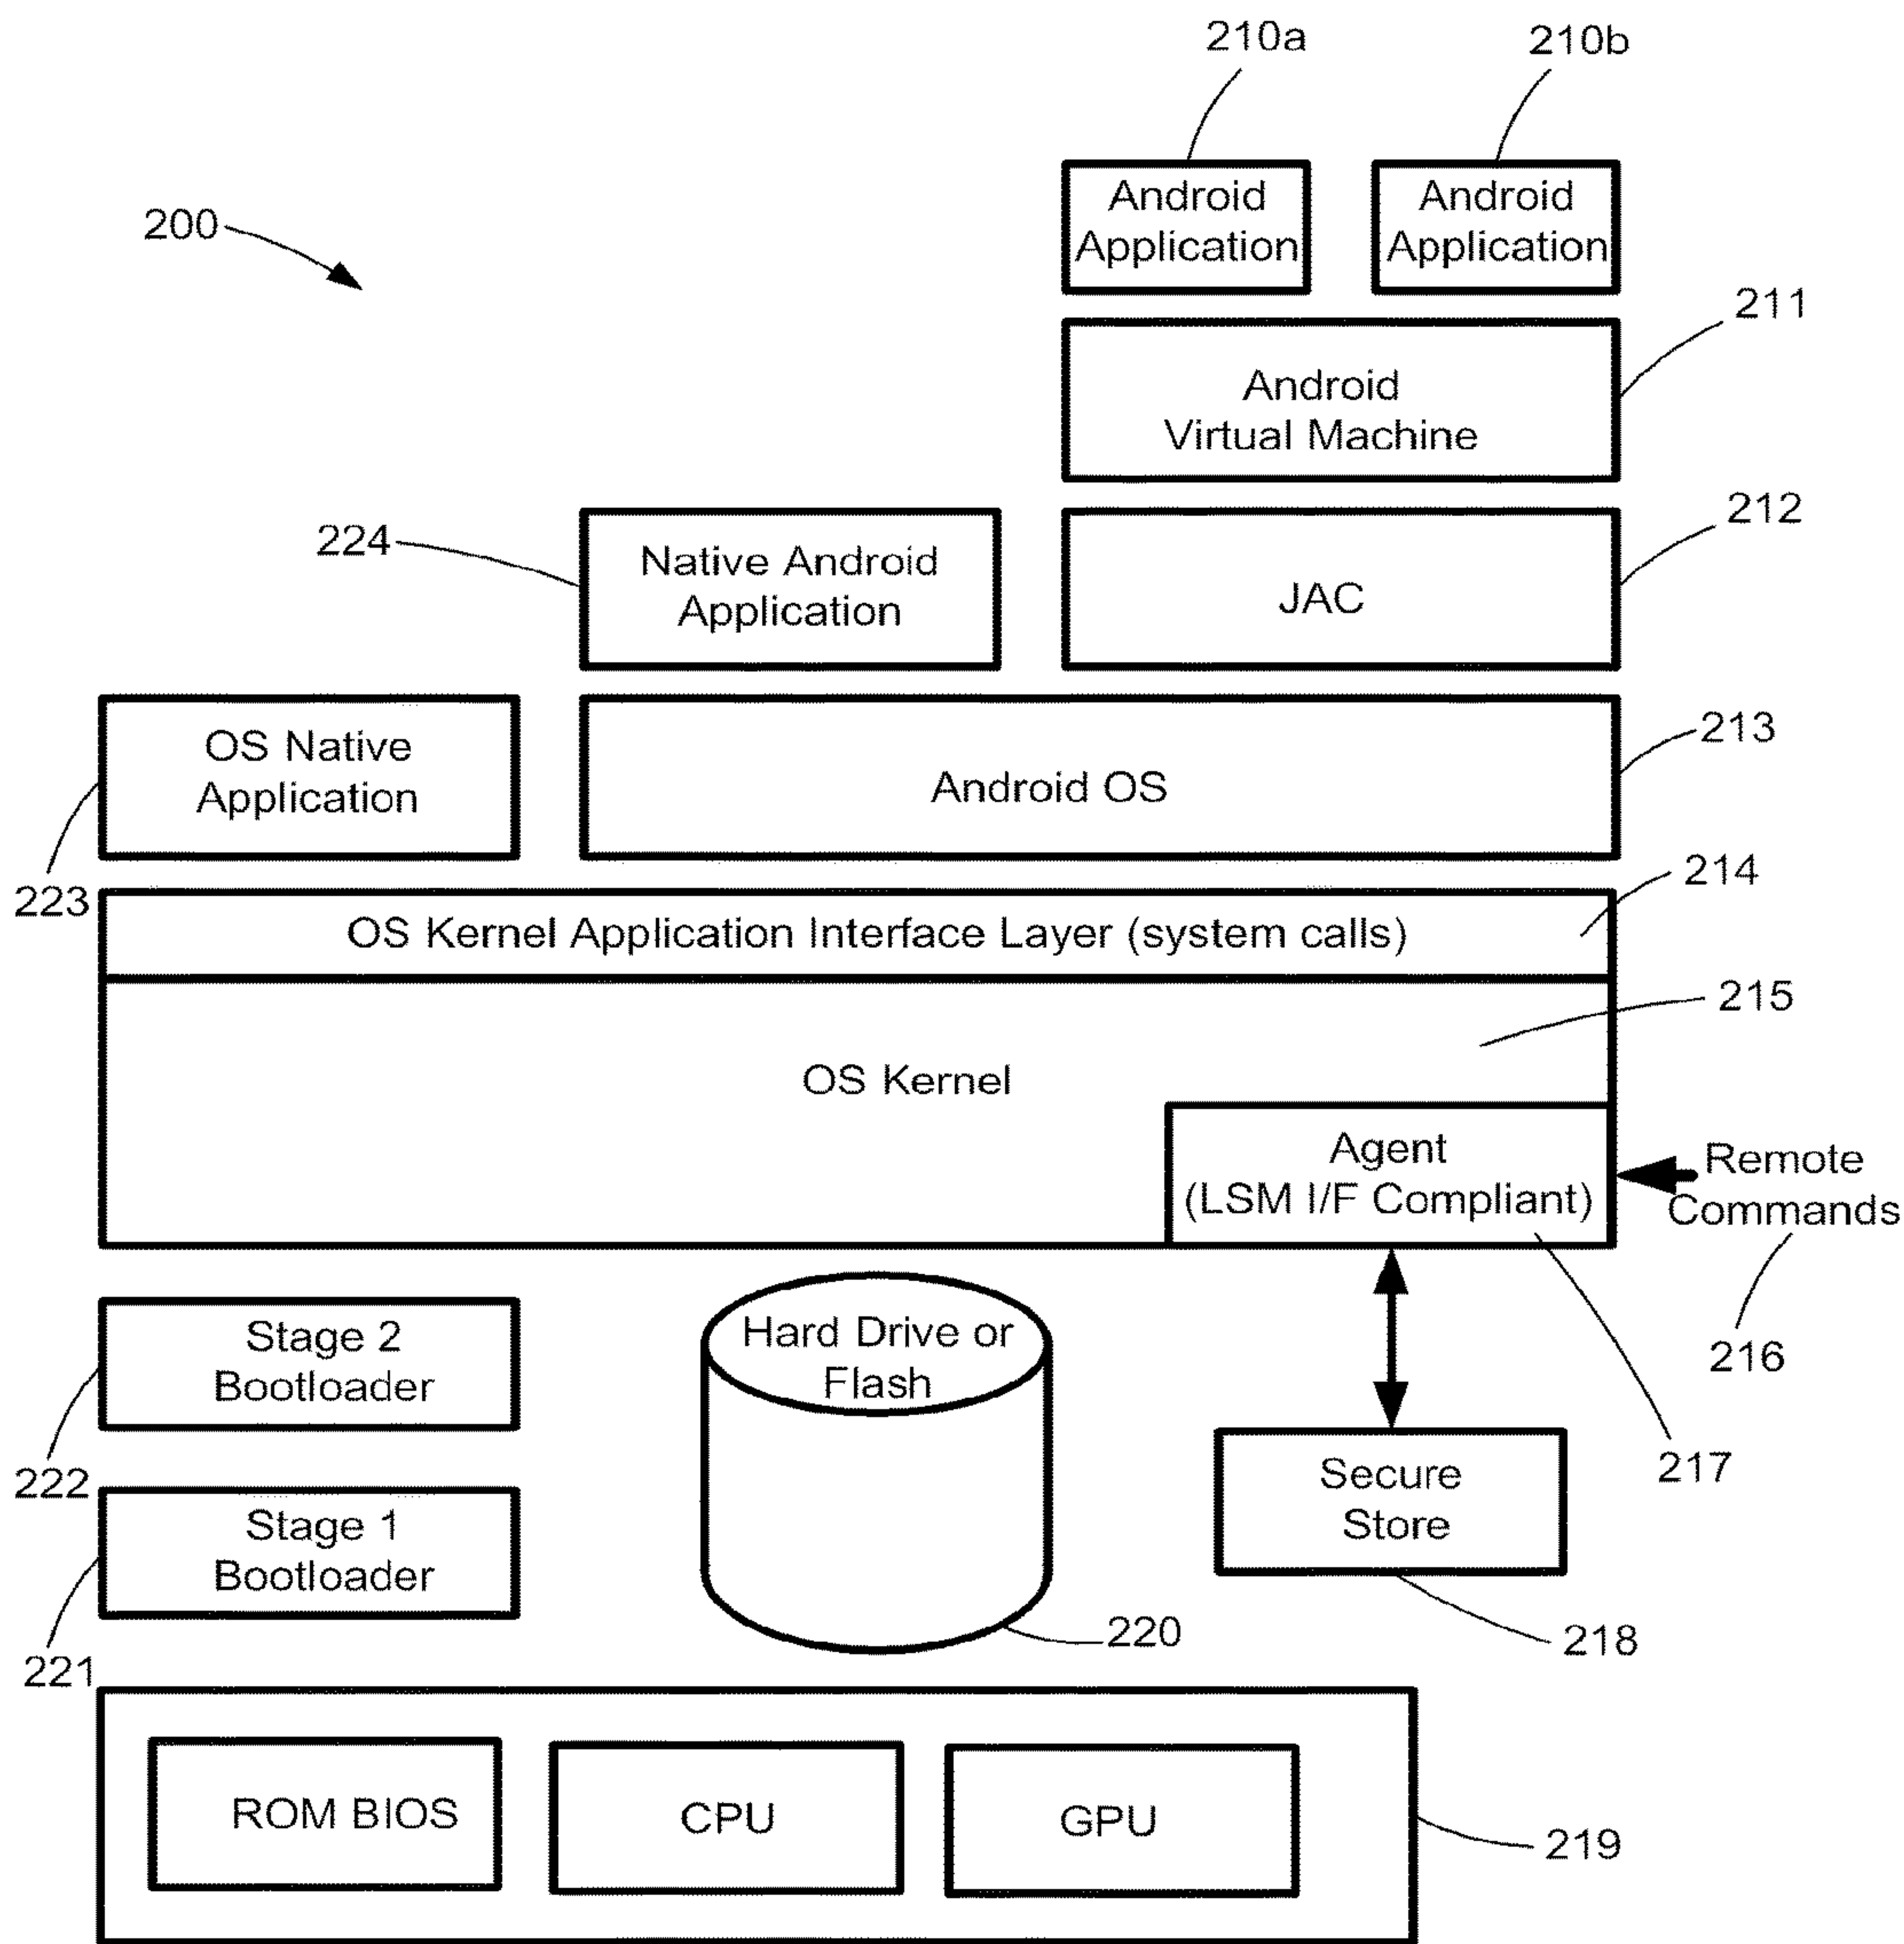 210a
210b
200
Android
Application
Android
Application
211
Android
Virtual Machine
212
224
Native Android
Application
JAC
OS Native
Application
213
Android OS
223
214
OS Kernel Application Interface Layer (system calls)
215
OS Kernel
Agent
(LSM I/F Compliant)
Remote
Commands
216
217
Stage 2
Bootloader
222
Hard Drive or
Flash
Secure
Store
Stage 1
Bootloader
221
220
218
ROM BIOS
CPU
GPU
219